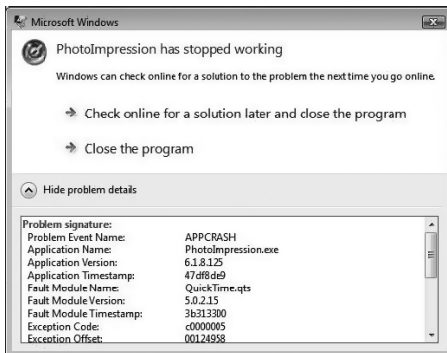 Microsoft Windows
PhotoImpression has stopped working
Windows can check online for a solution to the problem the next time you go online.
Check online for a solution later and close the program
Close the program
Hide problem details
Problem signature:
Problem Event Name: APPCRASH
Application Name: PhotoImpression.exe
Application Version: 6.1.8.125
Application Timestamp: 47df8de9
Fault Module Name: QuickTime.qts
Fault Module Version: 5.0.2.15
Fault Module Timestamp: 3b313300
Exception Code: c0000005
Exception Offset: 00124958